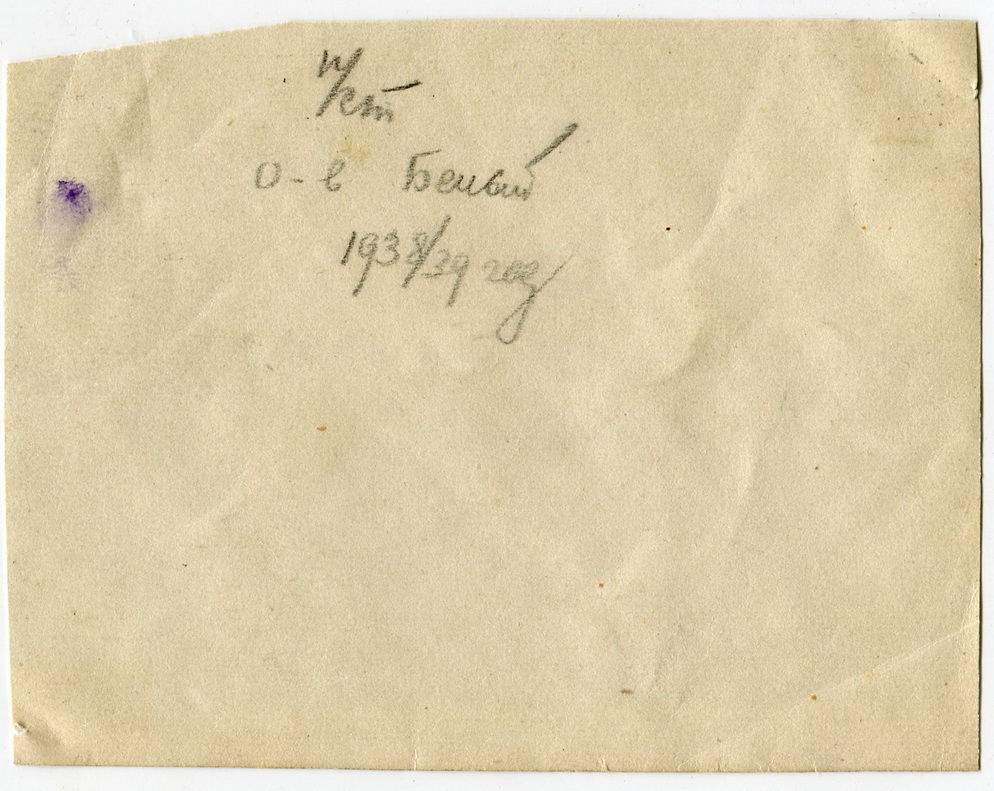 п/ст
о-в Белый
1938/39 год